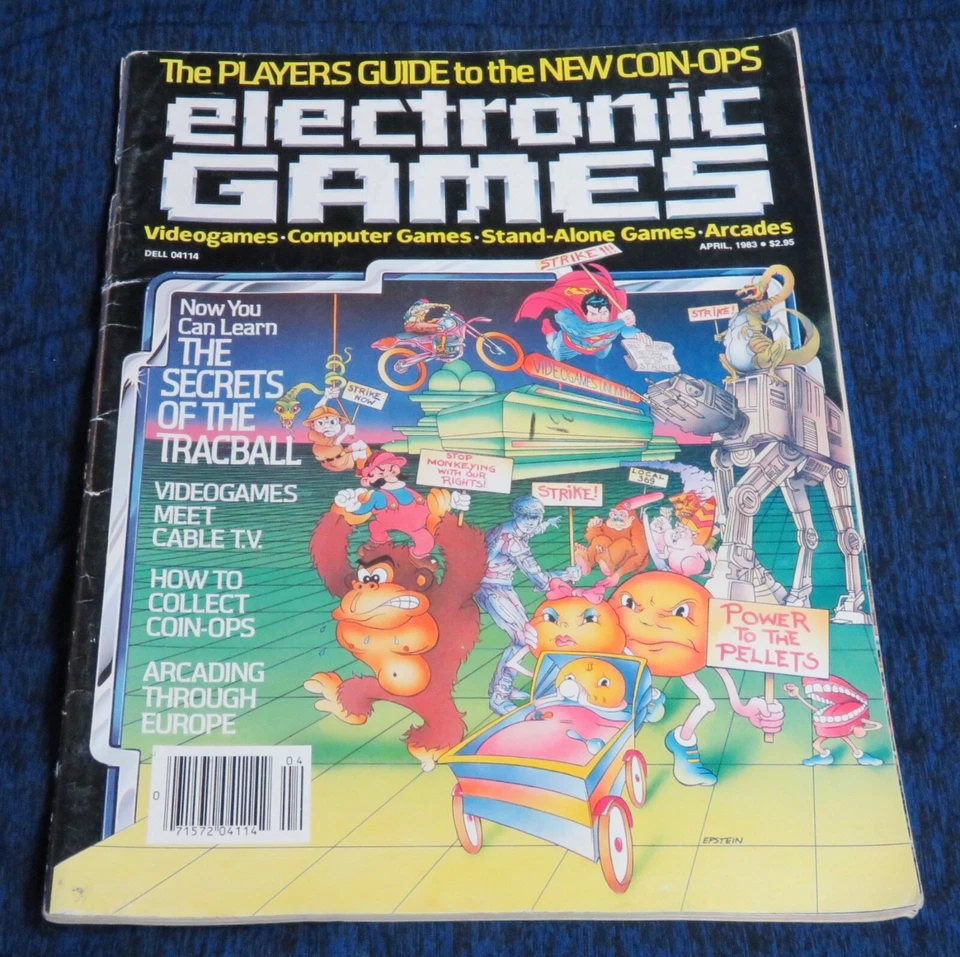 The PLAYERS GUIDE to the NEW COIN-OPS
electronic
GAMES
Videogames · Computer Games · Stand-Alone Games · Arcades
DELL 04114
APRIL, 1983 • $2.95
Now You
Can Learn
THE
SECRETS
OF THE
TRACBALL
VIDEOGAMES
MEET
CABLE T.V.
HOW TO
COLLECT
COIN-OPS
ARCADING
THROUGH
EUROPE
STRIKE!!!
STRIKE!
STRIKE
NOW
VIDEOGAMES
STOP
MONKEYING
WITH OUR
RIGHTS!
STRIKE!
LOCAL
369
POWER
TO THE
PELLETS
04
0
71572 04114
EPSTEIN